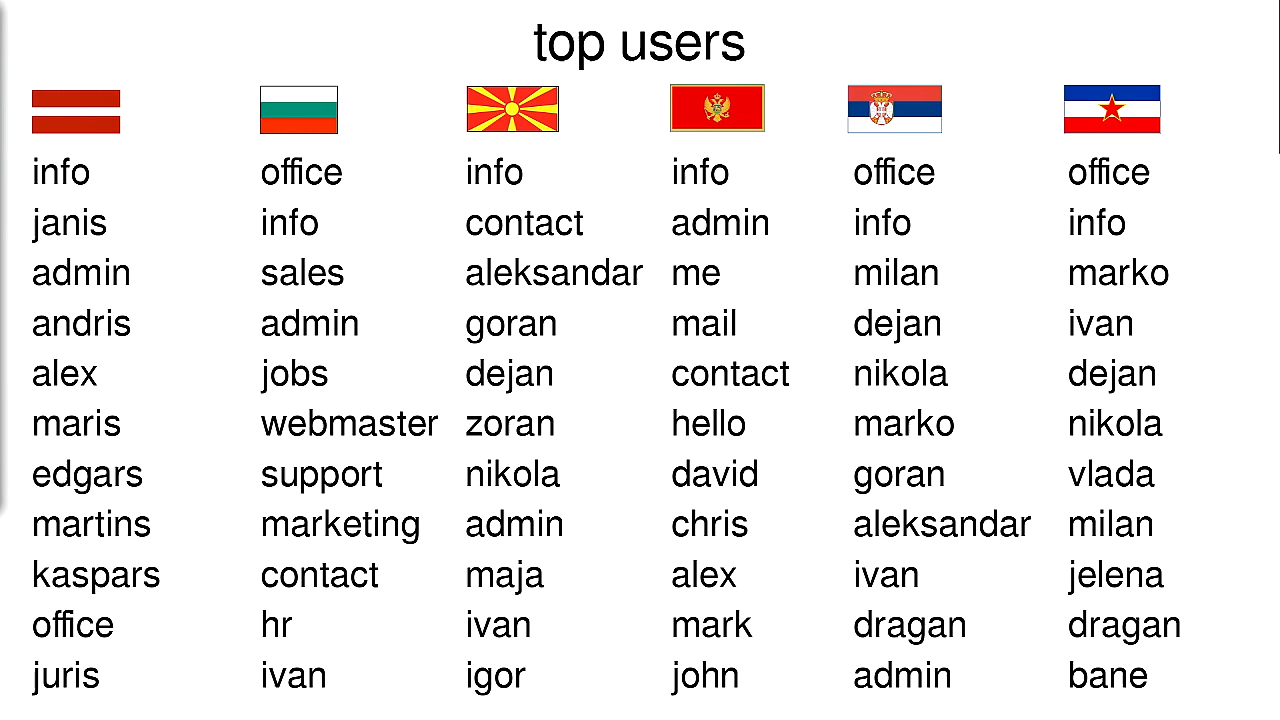 top users
info office info info office office
janis info contact admin info info
admin sales aleksandar me milan marko
andris admin goran mail dejan ivan
alex jobs dejan contact nikola dejan
maris webmaster zoran hello marko nikola
edgars support nikola david goran vlada
martins marketing admin chris aleksandar milan
kaspars contact maja alex ivan jelena
office hr ivan mark dragan dragan
juris ivan igor john admin bane